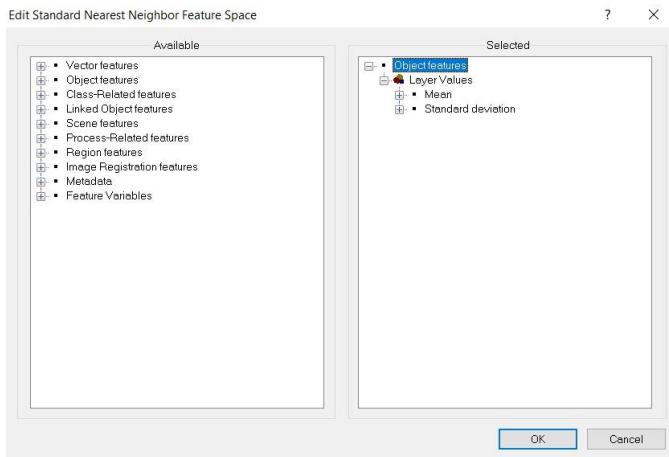 Edit Standard Nearest Neighbor Feature Space
?
Available
Vector features
Object features
Class-Related features
Linked Object features
Scene features
Process-Related features
Region features
Image Registration features
Metadata
Feature Variables
Selected
Object features
Layer Values
Mean
Standard deviation
OK
Cancel